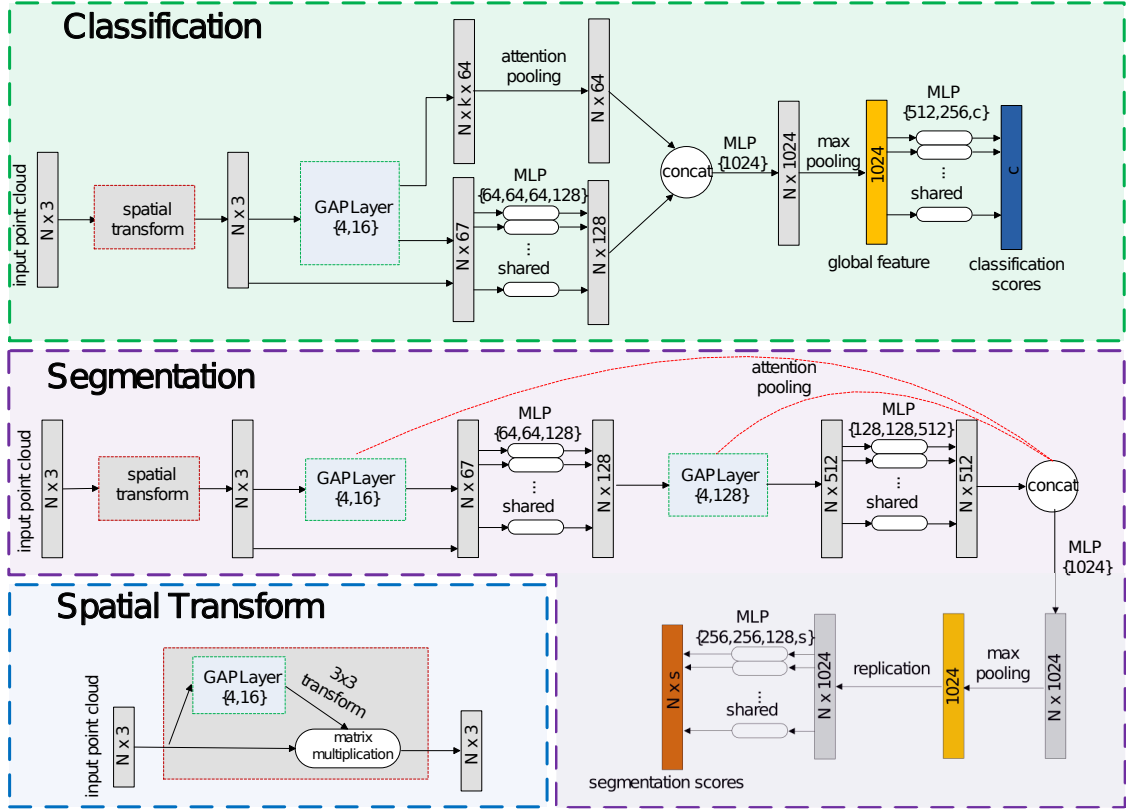 Classification
input point cloud
N x 3
spatial
transform
N x 3
GAPLayer
{4,16}
N x k x 64
attention
pooling
N x 64
N x 67
MLP
{64,64,64,128}
...
shared
N x 128
concat
MLP
{1024}
N x 1024
max
pooling
1024
global feature
MLP
{512,256,c}
...
shared
c
classification
scores
Segmentation
input point cloud
N x 3
spatial
transform
N x 3
GAPLayer
{4,16}
N x 67
MLP
{64,64,128}
...
shared
N x 128
GAPLayer
{4,128}
attention
pooling
N x 512
MLP
{128,128,512}
...
shared
N x 512
concat
MLP
{1024}
N x 1024
max
pooling
1024
replication
N x 1024
MLP
{256,256,128,s}
...
shared
N x s
segmentation scores
Spatial Transform
input point cloud
N x 3
GAPLayer
{4,16}
3x3
transform
matrix
multiplication
N x 3